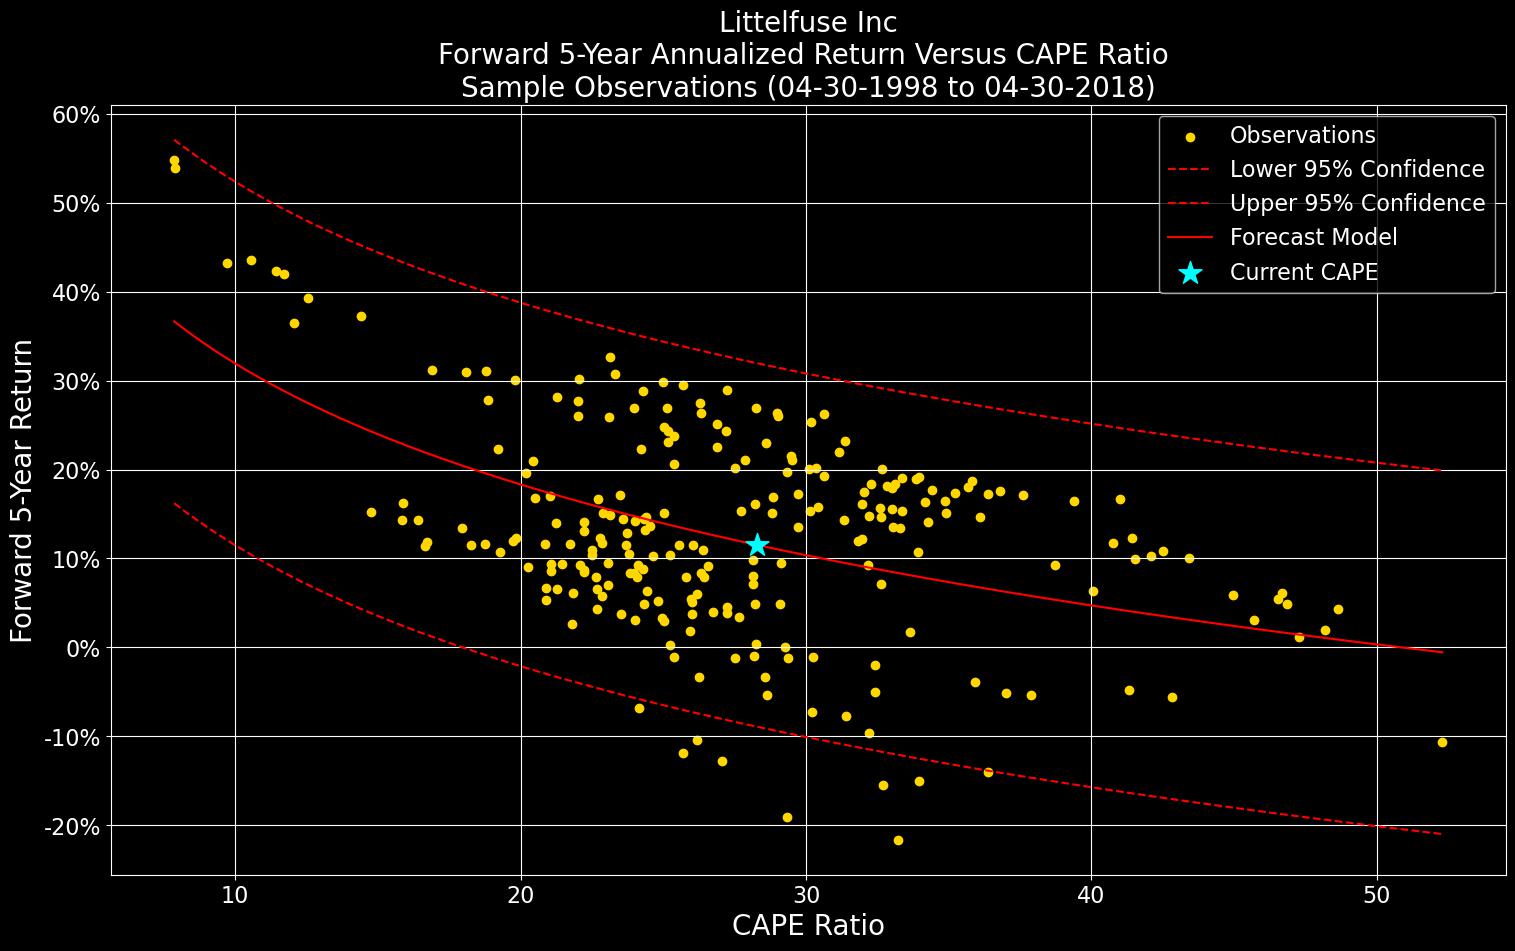 Littelfuse Inc
Forward 5-Year Annualized Return Versus CAPE Ratio
Sample Observations (04-30-1998 to 04-30-2018)
60%
50%
40%
30%
20%
10%
0%
-10%
-20%
Forward 5-Year Return
Observations
Lower 95% Confidence
Upper 95% Confidence
Forecast Model
Current CAPE
10 20 30 40 50
CAPE Ratio